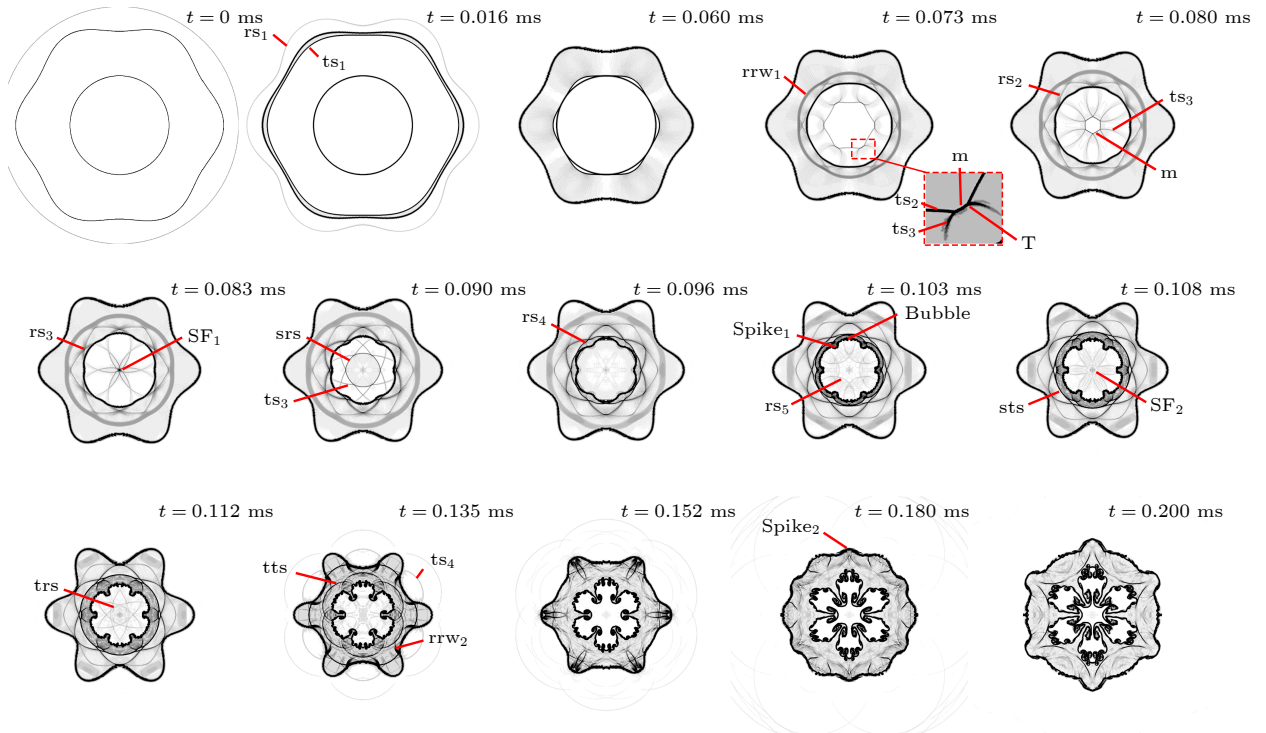 t = 0 ms
t = 0.016 ms
t = 0.060 ms
t = 0.073 ms
t = 0.080 ms
rs₁
ts₁
rrw₁
rs₂
ts₃
m
m
ts₂
ts₃
T
t = 0.083 ms
t = 0.090 ms
t = 0.096 ms
t = 0.103 ms
t = 0.108 ms
rs₃
SF₁
srs
ts₃
rs₄
Spike₁
Bubble
rs₅
sts
SF₂
t = 0.112 ms
t = 0.135 ms
t = 0.152 ms
t = 0.180 ms
t = 0.200 ms
trs
tts
ts₄
rrw₂
Spike₂